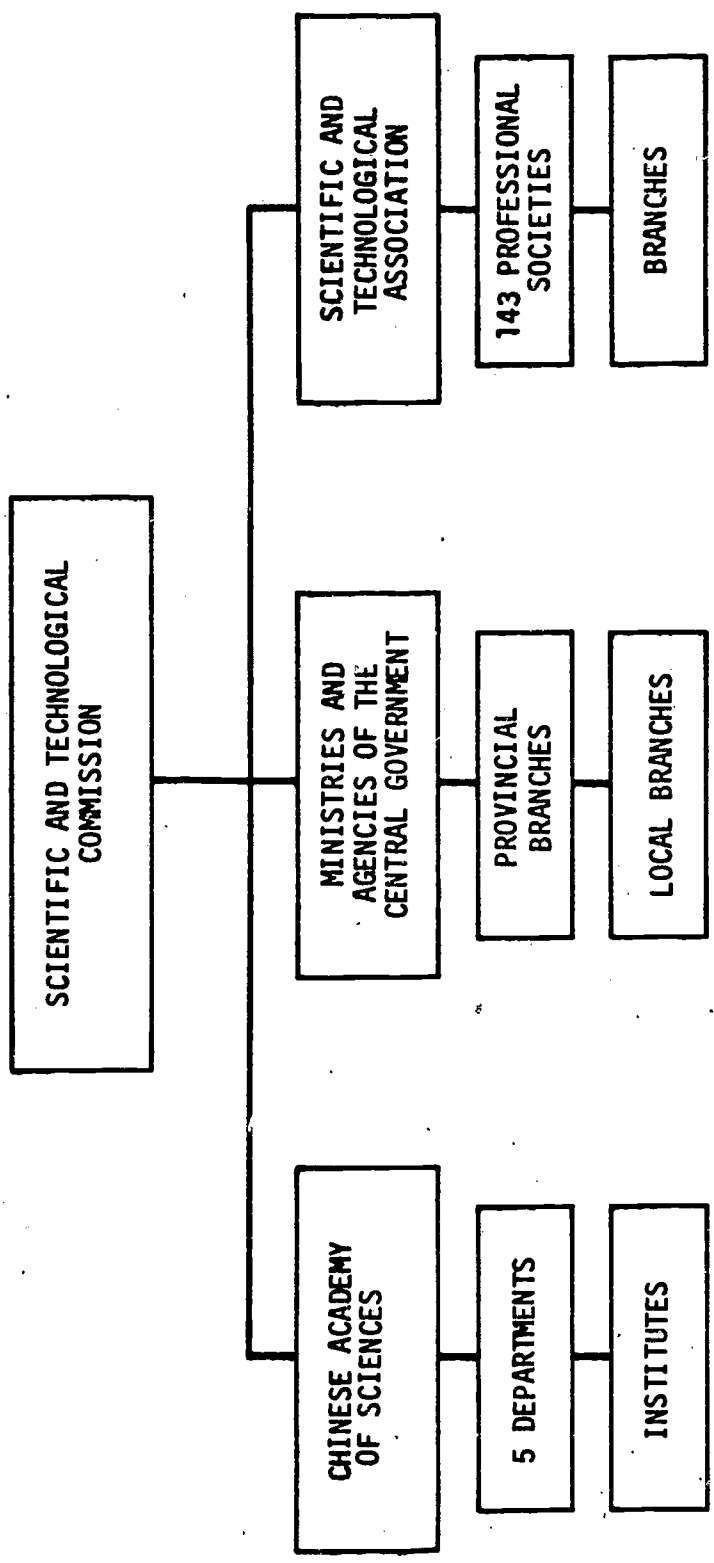 SCIENTIFIC AND TECHNOLOGICAL
COMMISSION
CHINESE ACADEMY
OF SCIENCES
5 DEPARTMENTS
INSTITUTES
MINISTRIES AND
AGENCIES OF THE
CENTRAL GOVERNMENT
PROVINCIAL
BRANCHES
LOCAL BRANCHES
SCIENTIFIC AND
TECHNOLOGICAL
ASSOCIATION
143 PROFESSIONAL
SOCIETIES
BRANCHES